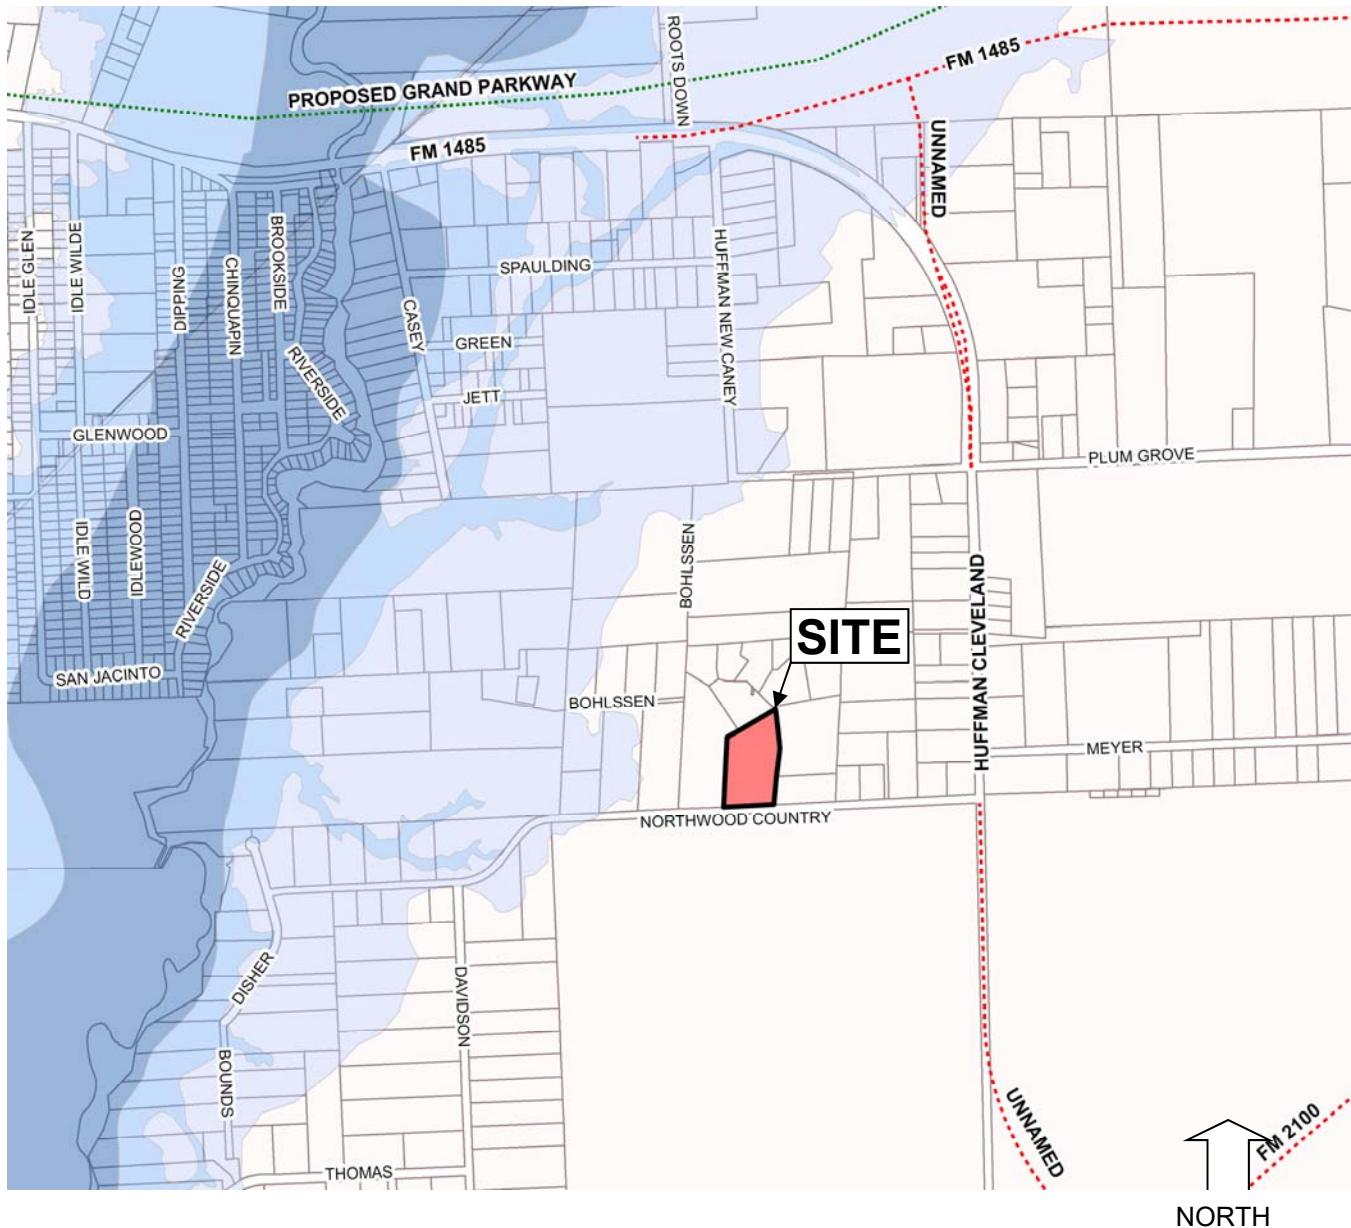 ROOTS DOWN
FM 1485
PROPOSED GRAND PARKWAY
FM 1485
UNNAMED
IDLE GLEN
IDLE WILDE
DIPPING
CHINQUAPIN
BROOKSIDE
SPAULDING
HUFFMAN NEW CANEY
CASEY
GREEN
RIVERSIDE
JETT
GLENWOOD
PLUM GROVE
IDLE WILD
IDLEWOOD
RIVERSIDE
BOHLSSEN
HUFFMAN CLEVELAND
SITE
SAN JACINTO
BOHLSSEN
MEYER
NORTHWOOD COUNTRY
DISHER
DAVIDSON
BOUNDS
UNNAMED
FM 2100
THOMAS
NORTH